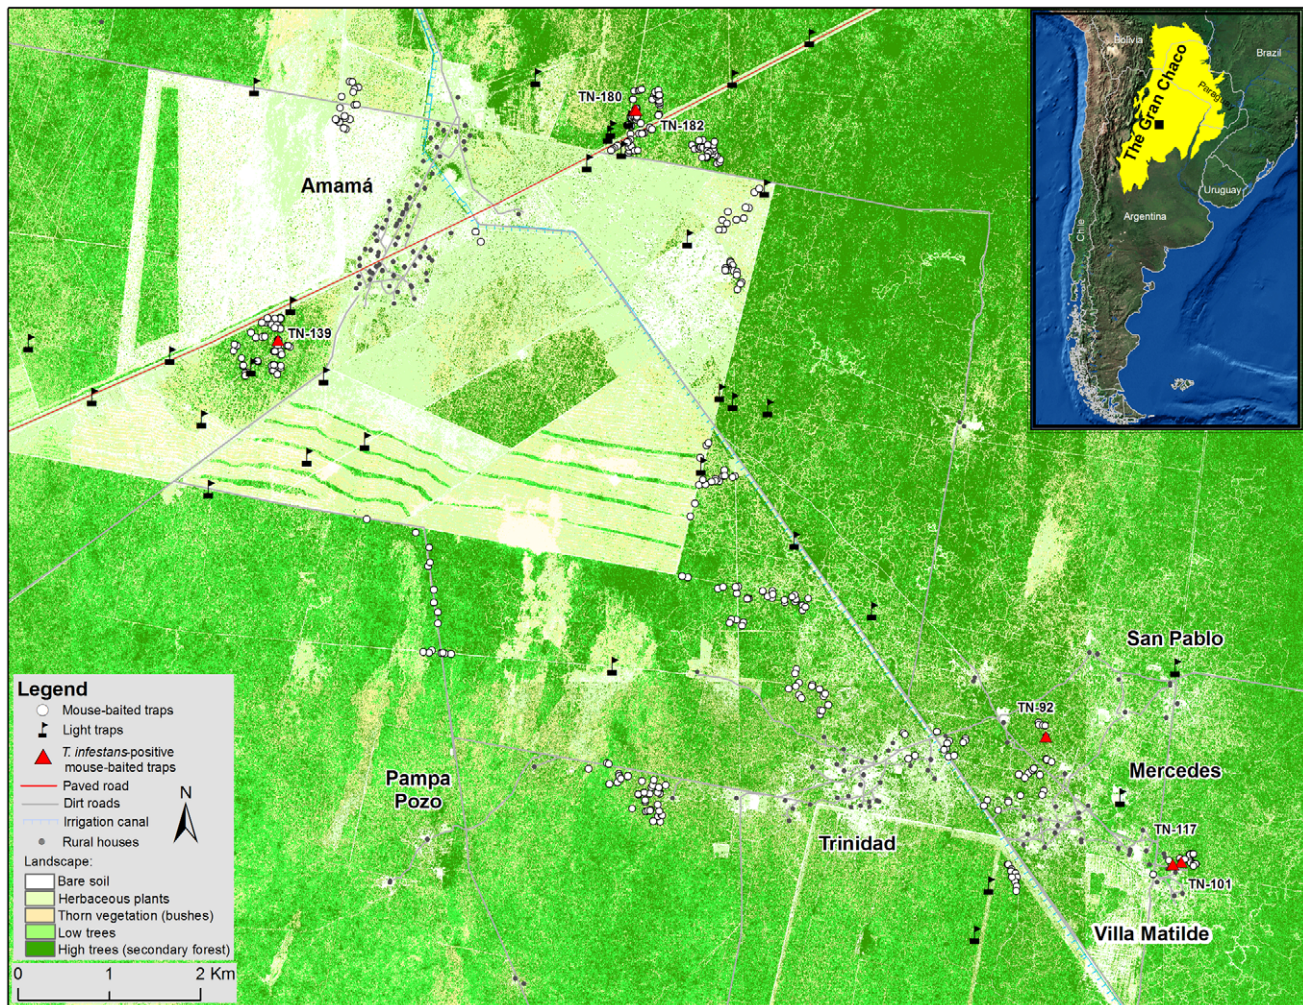 TN-180
TN-182
Amamá
TN-139
Bolivia
Brazil
Parag
The Gran Chaco
Uruguay
Argentina
Chile
San Pablo
TN-92
Mercedes
Pampa
Pozo
Trinidad
TN-117
TN-101
Villa Matilde
Legend
Mouse-baited traps
Light traps
T. infestans-positive
mouse-baited traps
Paved road
Dirt roads
Irrigation canal
Rural houses
N
Landscape:
Bare soil
Herbaceous plants
Thorn vegetation (bushes)
Low trees
High trees (secondary forest)
0 1 2 Km